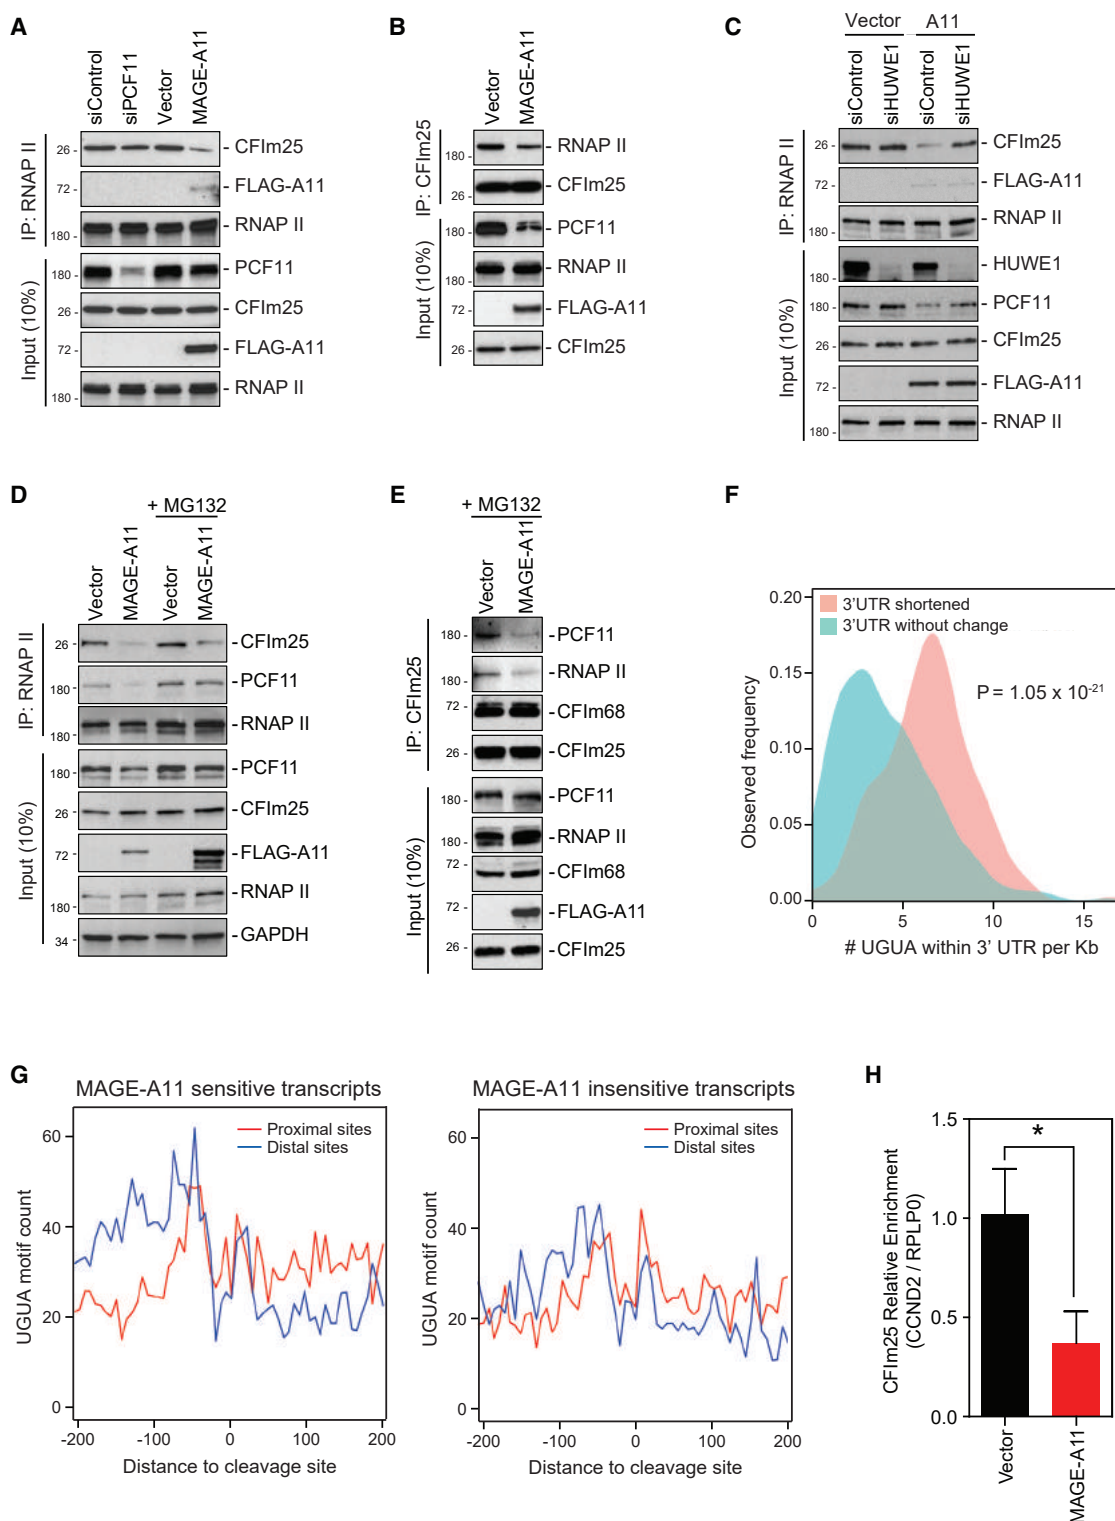 A
siControl
siPCF11
Vector
MAGE-A11
IP: RNAP II
26 - - CFIm25
72 - - FLAG-A11
180 - - RNAP II
Input (10%)
180 - - PCF11
26 - - CFIm25
72 - - FLAG-A11
180 - - RNAP II
B
Vector
MAGE-A11
IP: CFIm25
180 - - RNAP II
26 - - CFIm25
Input (10%)
180 - - PCF11
180 - - RNAP II
72 - - FLAG-A11
26 - - CFIm25
C
Vector A11
siControl
siHUWE1
siControl
siHUWE1
IP: RNAP II
26 - - CFIm25
72 - - FLAG-A11
180 - - RNAP II
Input (10%)
- HUWE1
180 - - PCF11
26 - - CFIm25
72 - - FLAG-A11
180 - - RNAP II
D
+ MG132
Vector
MAGE-A11
Vector
MAGE-A11
IP: RNAP II
26 - -CFIm25
180 - -PCF11
180 - -RNAP II
Input (10%)
180 - -PCF11
26 - -CFIm25
72 - -FLAG-A11
180 - -RNAP II
34 - -GAPDH
E
+ MG132
Vector
MAGE-A11
IP: CFIm25
180 - -PCF11
180 - -RNAP II
72 - -CFIm68
26 - -CFIm25
Input (10%)
180 - -PCF11
180 - -RNAP II
72 - -CFIm68
72 - -FLAG-A11
26 - -CFIm25
F
3'UTR shortened
3'UTR without change
P = 1.05 x 10-21
Observed frequency
0.20
0.15
0.10
0.05
0.00
0 5 10 15
# UGUA within 3' UTR per Kb
G
MAGE-A11 sensitive transcripts
Proximal sites
Distal sites
UGUA motif count
60
40
20
0
-200 -100 0 100 200
Distance to cleavage site
MAGE-A11 insensitive transcripts
Proximal sites
Distal sites
UGUA motif count
60
40
20
0
-200 -100 0 100 200
Distance to cleavage site
H
CFIm25 Relative Enrichment
(CCND2 / RPLP0)
1.5
1.0
0.5
0.0
*
Vector
MAGE-A11